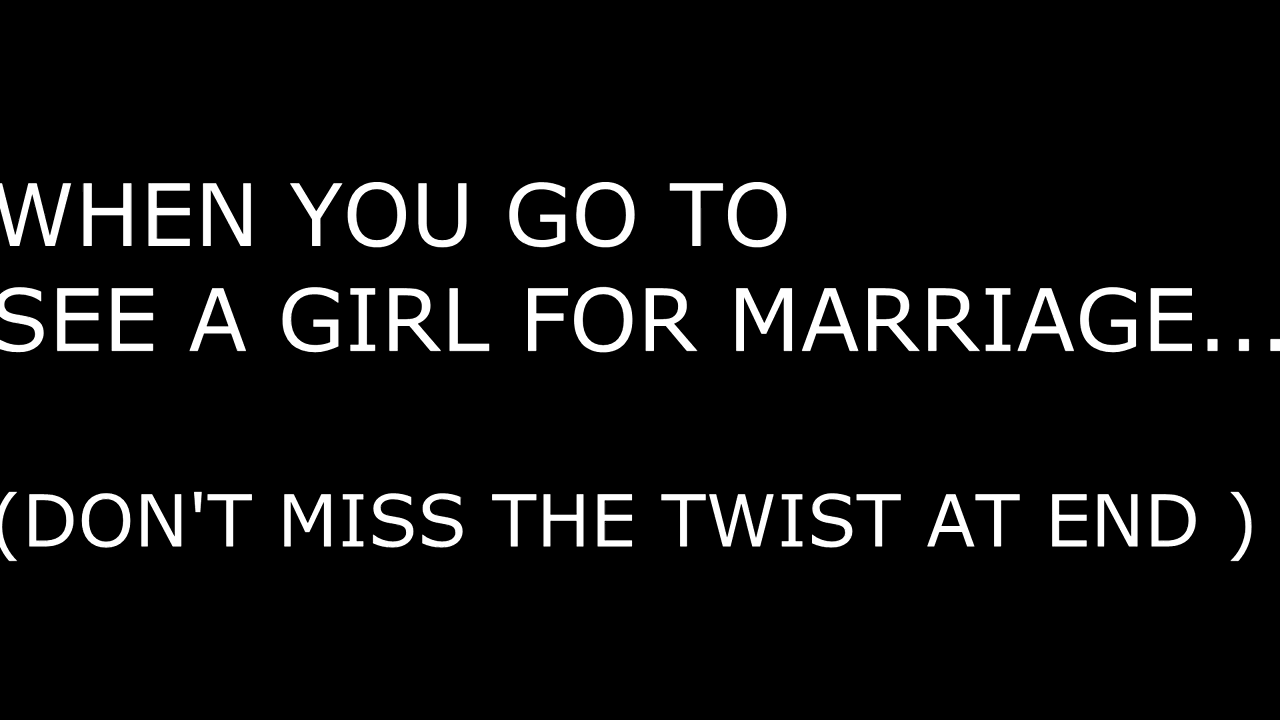 WHEN YOU GO TO
SEE A GIRL FOR MARRIAGE...
(DON'T MISS THE TWIST AT END )